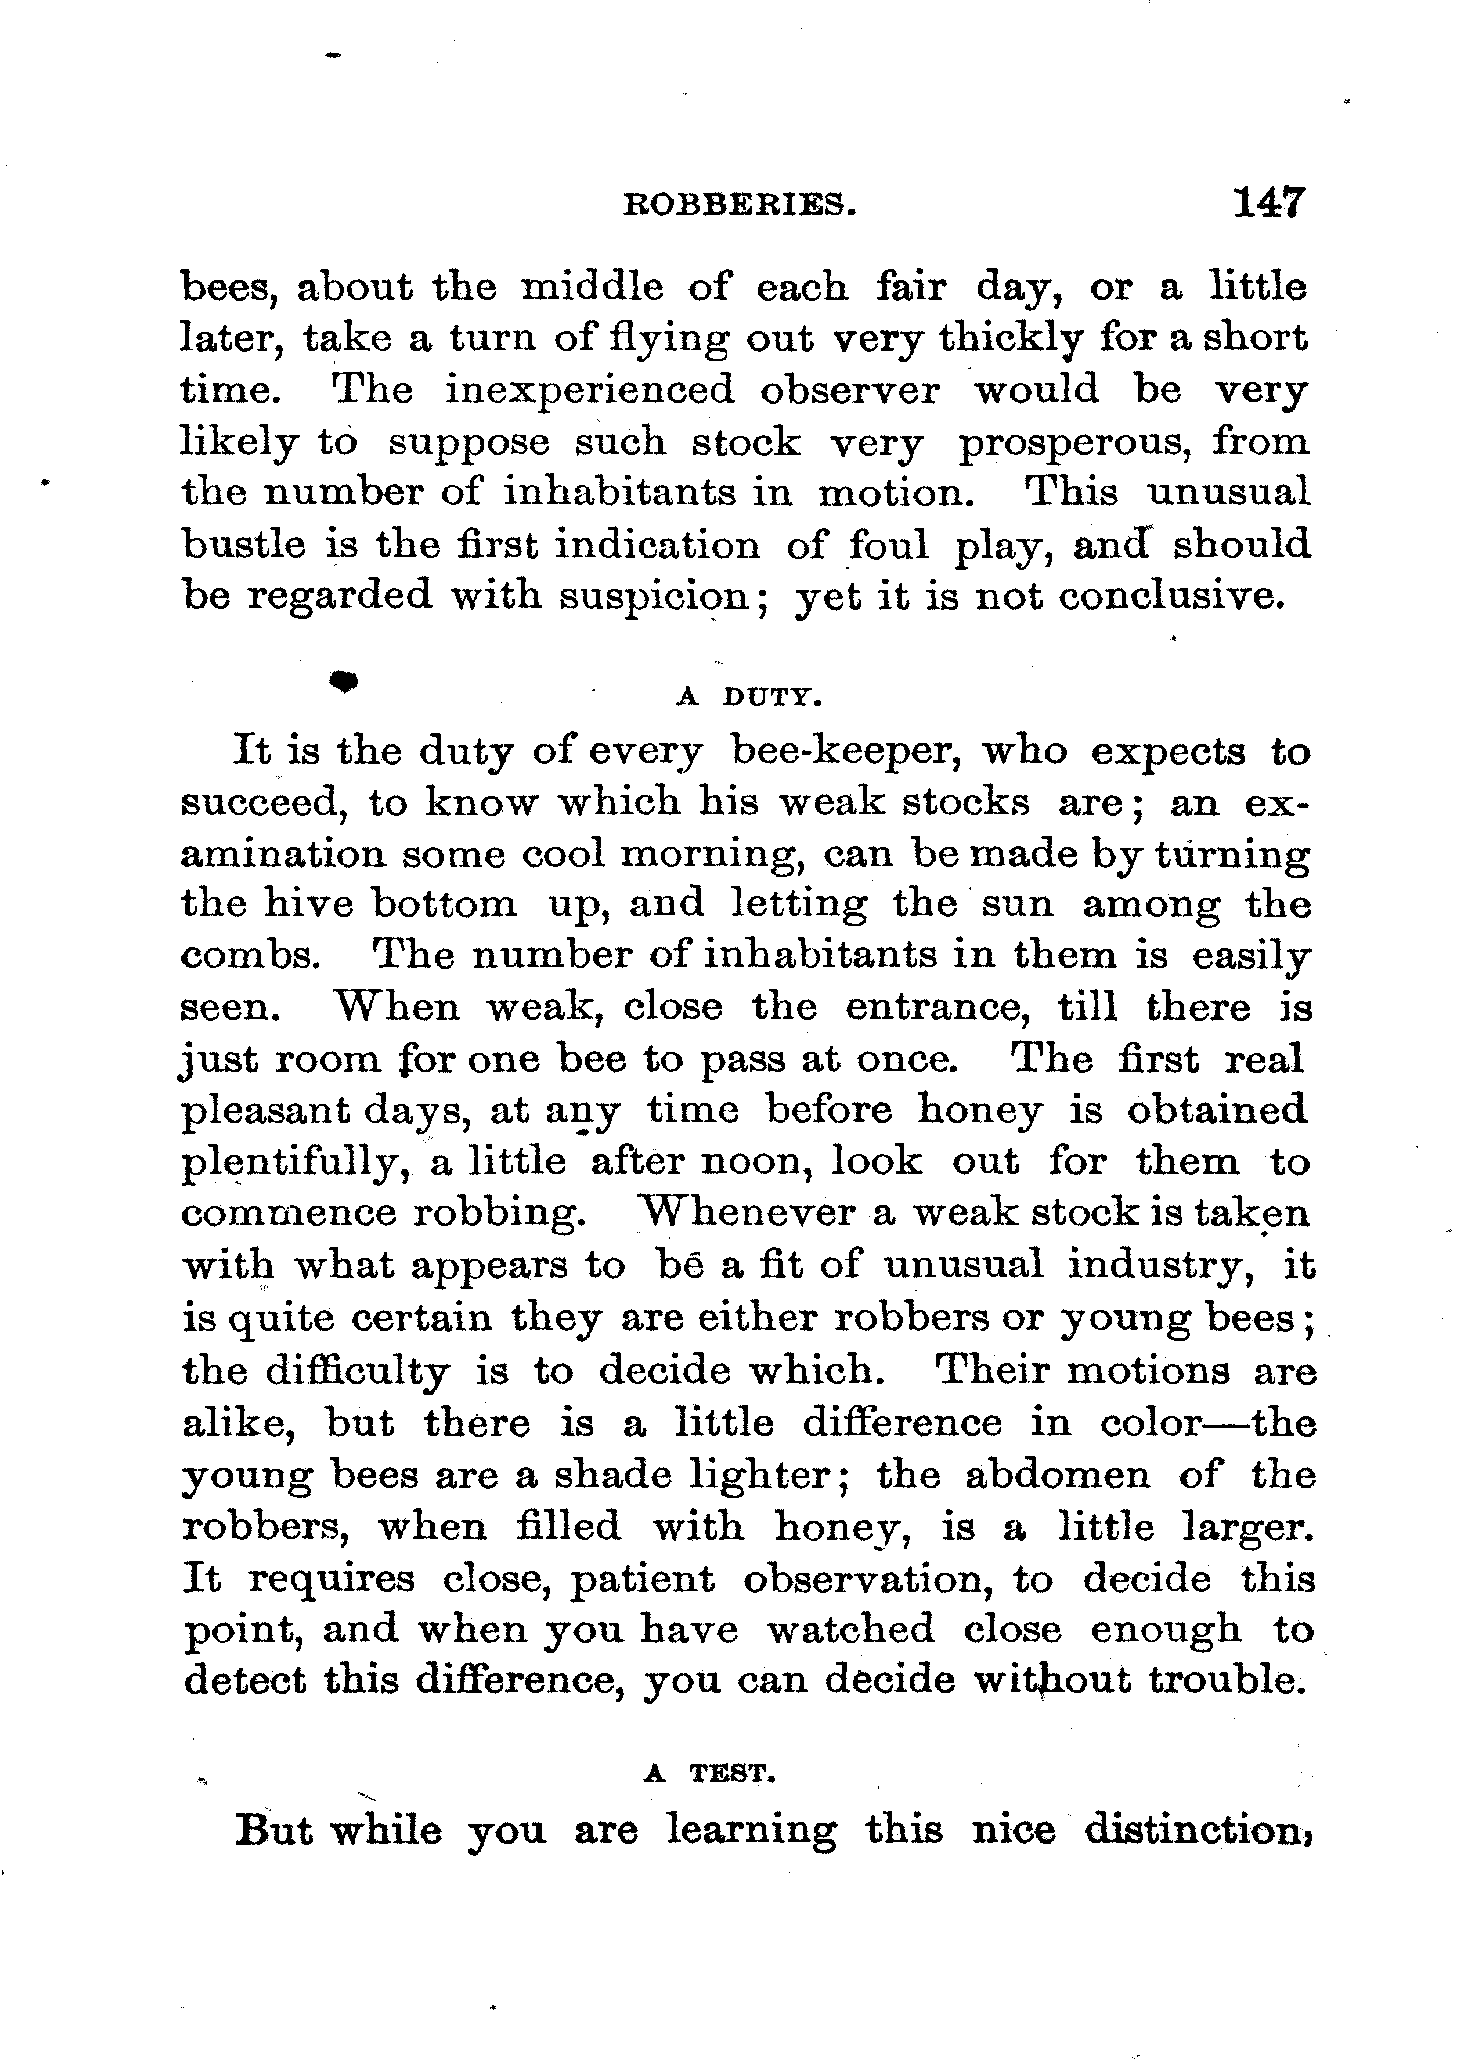 ROBBERIES. 147
bees, about the middle of each fair day, or a little
later, take a turn of flying out very thickly for a short
time. The inexperienced observer would be very
likely to suppose such stock very prosperous, from
the number of inhabitants in motion. This unusual
bustle is the first indication of foul play, and should
be regarded with suspicion; yet it is not conclusive.
A DUTY.
It is the duty of every bee-keeper, who expects to
succeed, to know which his weak stocks are; an ex-
amination some cool morning, can be made by turning
the hive bottom up, and letting the sun among the
combs. The number of inhabitants in them is easily
seen. When weak, close the entrance, till there is
just room for one bee to pass at once. The first real
pleasant days, at any time before honey is obtained
plentifully, a little after noon, look out for them to
commence robbing. Whenever a weak stock is taken
with what appears to be a fit of unusual industry, it
is quite certain they are either robbers or young bees;
the difficulty is to decide which. Their motions are
alike, but there is a little difference in color—the
young bees are a shade lighter; the abdomen of the
robbers, when filled with honey, is a little larger.
It requires close, patient observation, to decide this
point, and when you have watched close enough to
detect this difference, you can decide without trouble.
A TEST.
But while you are learning this nice distinction,